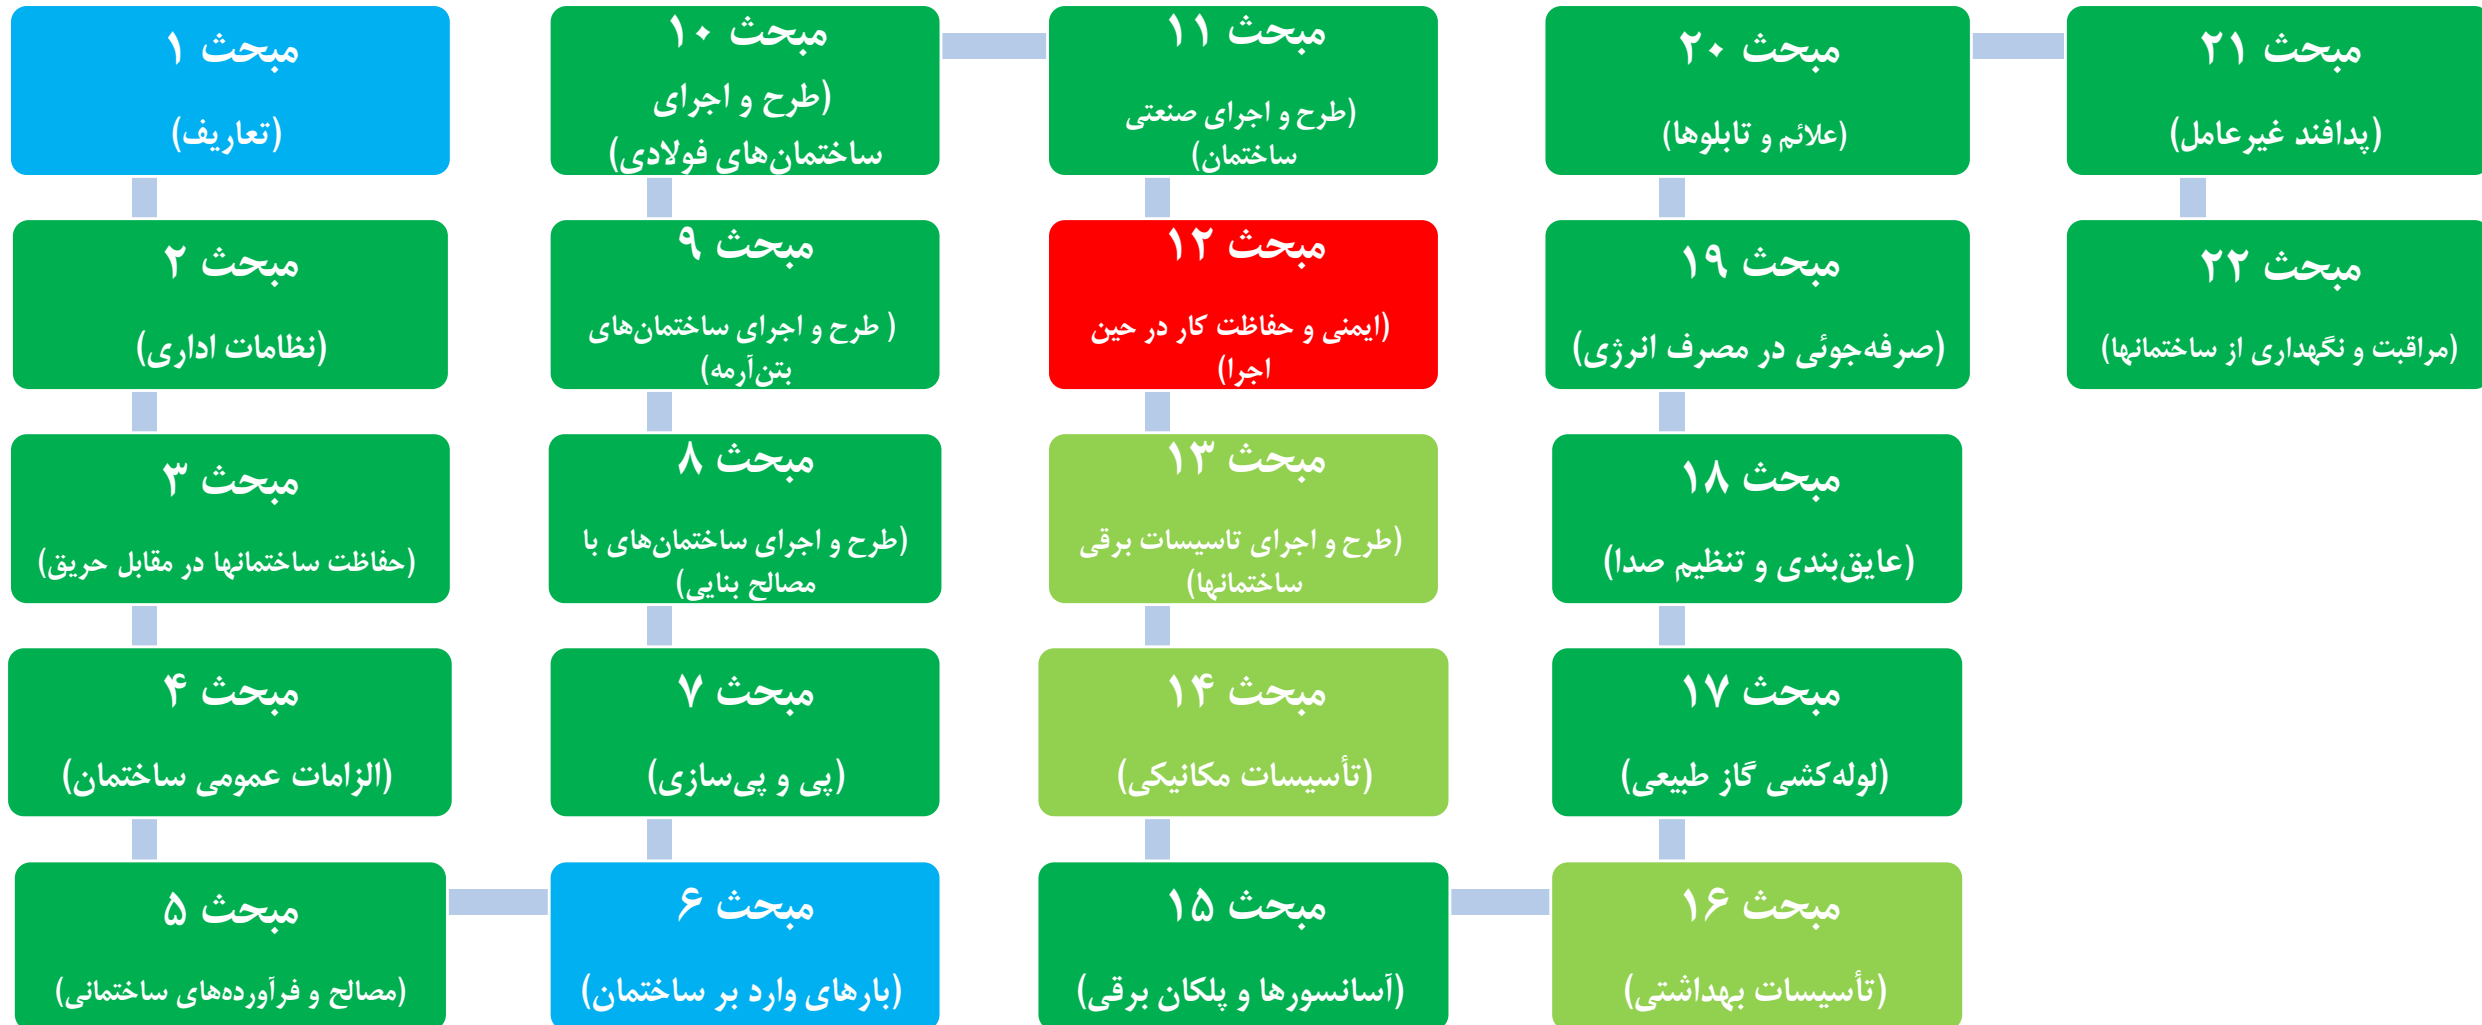 مبحث ۱
(تعاریف)
مبحث ۲
(نظامات اداری)
مبحث ۳
(حفاظت ساختمانها در مقابل حریق)
مبحث ۴
(الزامات عمومی ساختمان)
مبحث ۵
(مصالح و فرآورده‌های ساختمانی)
مبحث ۶
(بارهای وارد بر ساختمان)
مبحث ۷
(پی و پی‌سازی)
مبحث ۸
(طرح و اجرای ساختمان‌های با
مصالح بنایی)
مبحث ۹
( طرح و اجرای ساختمان‌های
بتن‌آرمه)
مبحث ۱۰
(طرح و اجرای
ساختمان‌های فولادی)
مبحث ۱۱
(طرح و اجرای صنعتی
ساختمان)
مبحث ۱۲
(ایمنی و حفاظت کار در حین
اجرا)
مبحث ۱۳
(طرح و اجرای تاسیسات برقی
ساختمانها)
مبحث ۱۴
(تأسیسات مکانیکی)
مبحث ۱۵
(آسانسورها و پلکان برقی)
مبحث ۱۶
(تأسیسات بهداشتی)
مبحث ۱۷
(لوله‌کشی گاز طبیعی)
مبحث ۱۸
(عایق‌بندی و تنظیم صدا)
مبحث ۱۹
(صرفه‌جوئی در مصرف انرژی)
مبحث ۲۰
(علائم و تابلوها)
مبحث ۲۱
(پدافند غیرعامل)
مبحث ۲۲
(مراقبت و نگهداری از ساختمانها)